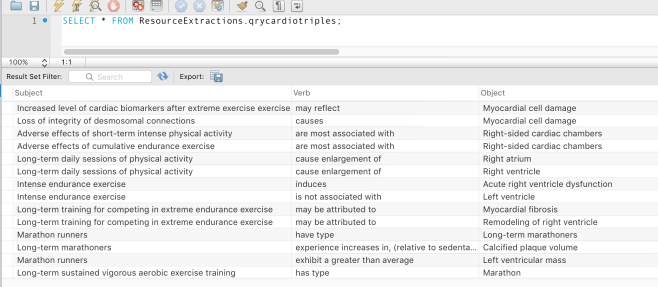 1 SELECT * FROM ResourceExtractions.qrycardiotriples;
100% 1:1
Result Set Filter: Search Export:
Subject Verb Object
Increased level of cardiac biomarkers after extreme exercise exercise may reflect Myocardial cell damage
Loss of integrity of desmosomal connections causes Myocardial cell damage
Adverse effects of short-term intense physical activity are most associated with Right-sided cardiac chambers
Adverse effects of cumulative endurance exercise are most associated with Right-sided cardiac chambers
Long-term daily sessions of physical activity cause enlargement of Right atrium
Long-term daily sessions of physical activity cause enlargement of Right ventricle
Intense endurance exercise induces Acute right ventricle dysfunction
Intense endurance exercise is not associated with Left ventricle
Long-term training for competing in extreme endurance exercise may be attributed to Myocardial fibrosis
Long-term training for competing in extreme endurance exercise may be attributed to Remodeling of right ventricle
Marathon runners have type Long-term marathoners
Long-term marathoners experience increases in, (relative to sedenta... Calcified plaque volume
Marathon runners exhibit a greater than average Left ventricular mass
Long-term sustained vigorous aerobic exercise training has type Marathon